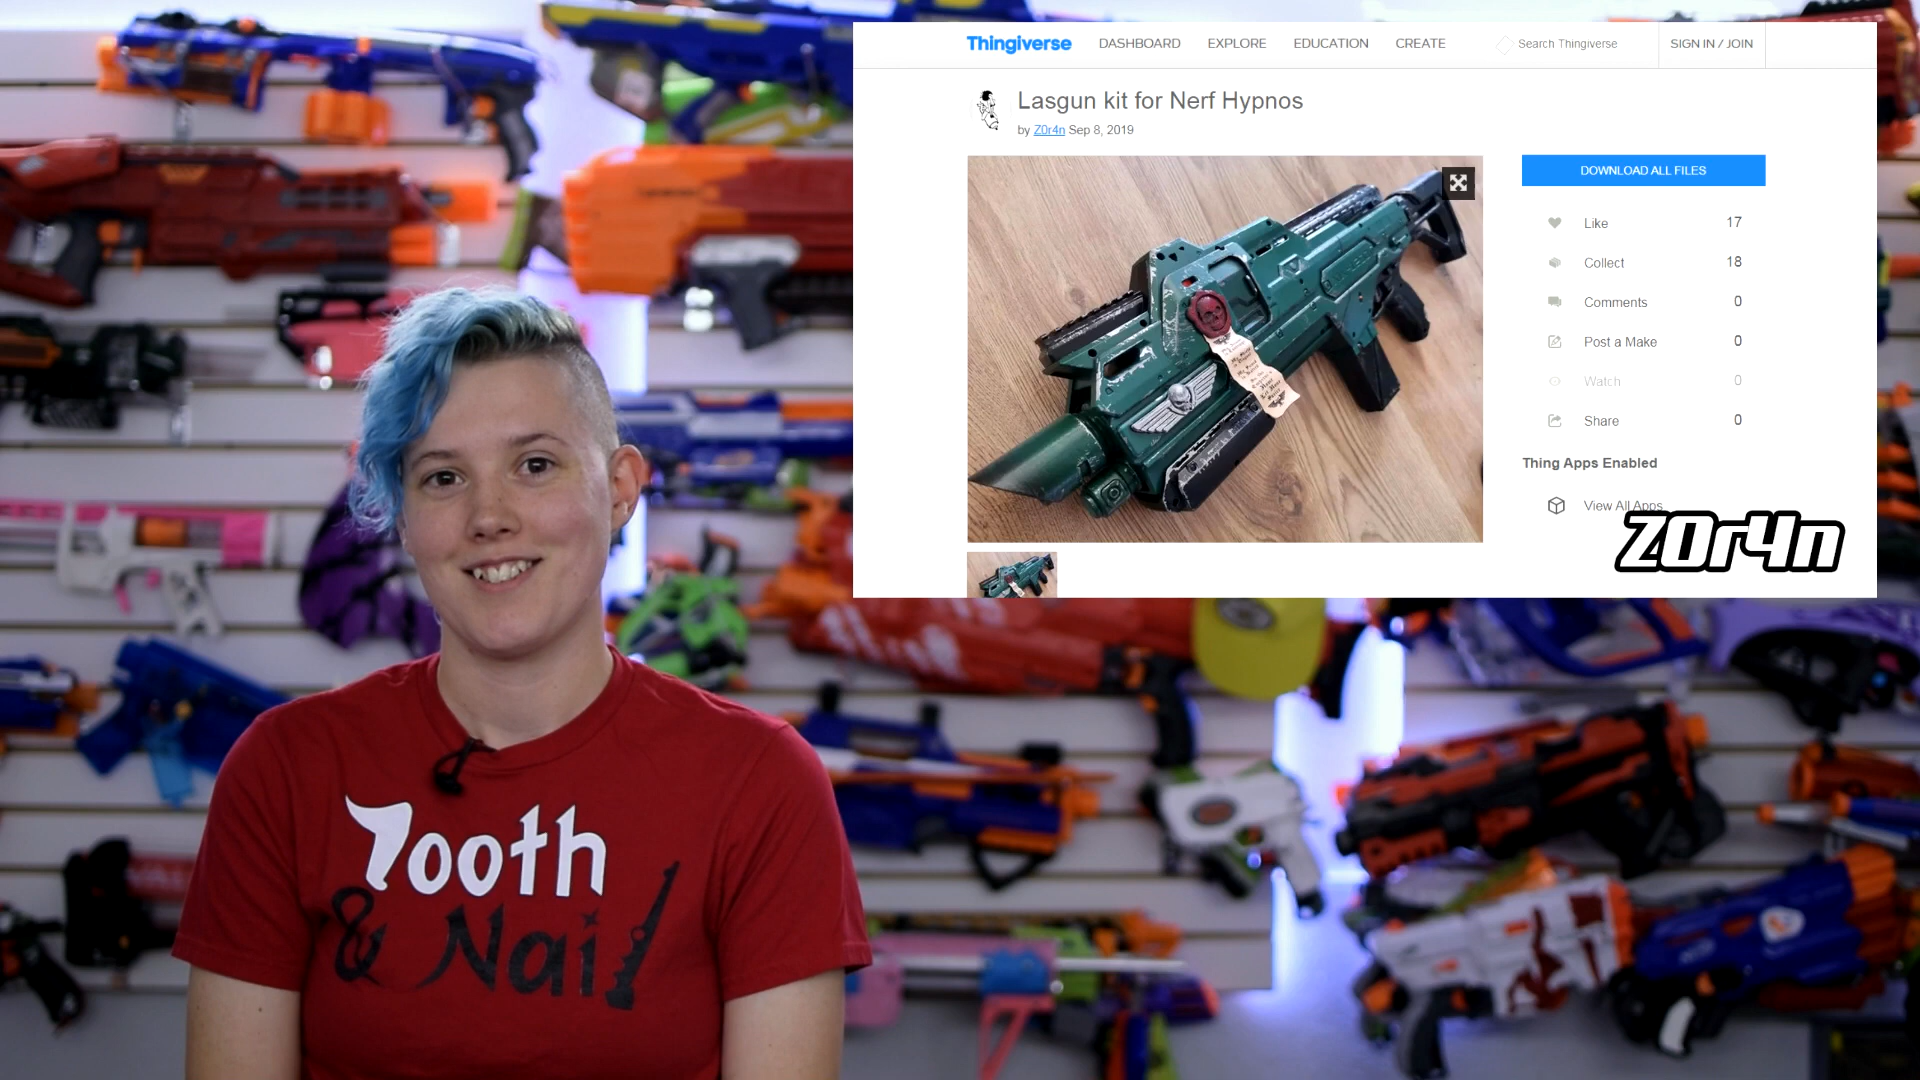 Thingiverse DASHBOARD EXPLORE EDUCATION CREATE Search Thingiverse SIGN IN / JOIN
Lasgun kit for Nerf Hypnos
by Z0r4n Sep 8, 2019
DOWNLOAD ALL FILES
Like 17
Collect 18
Comments 0
Post a Make 0
Watch 0
Share 0
Thing Apps Enabled
View All Apps
Z0r4n
Tooth
& Nail